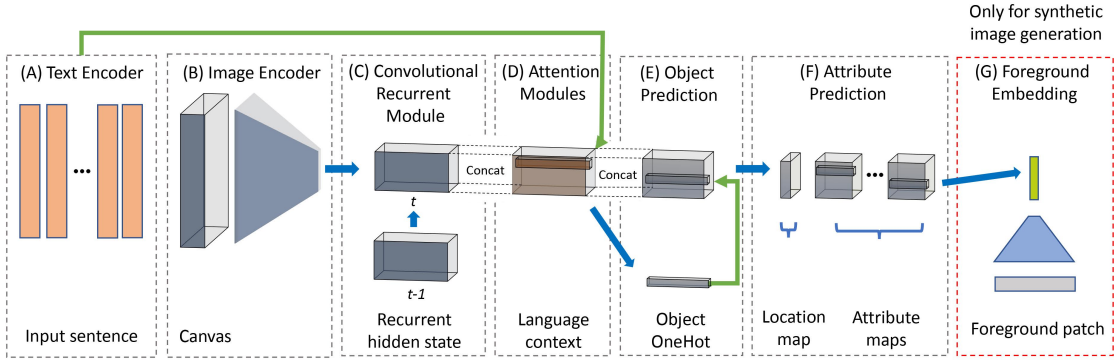 Only for synthetic
image generation
(A) Text Encoder
Input sentence
(B) Image Encoder
Canvas
(C) Convolutional
Recurrent
Module
t
t-1
Recurrent
hidden state
Concat
(D) Attention
Modules
Language
context
Concat
(E) Object
Prediction
Object
OneHot
(F) Attribute
Prediction
Location
map
Attribute
maps
(G) Foreground
Embedding
Foreground patch